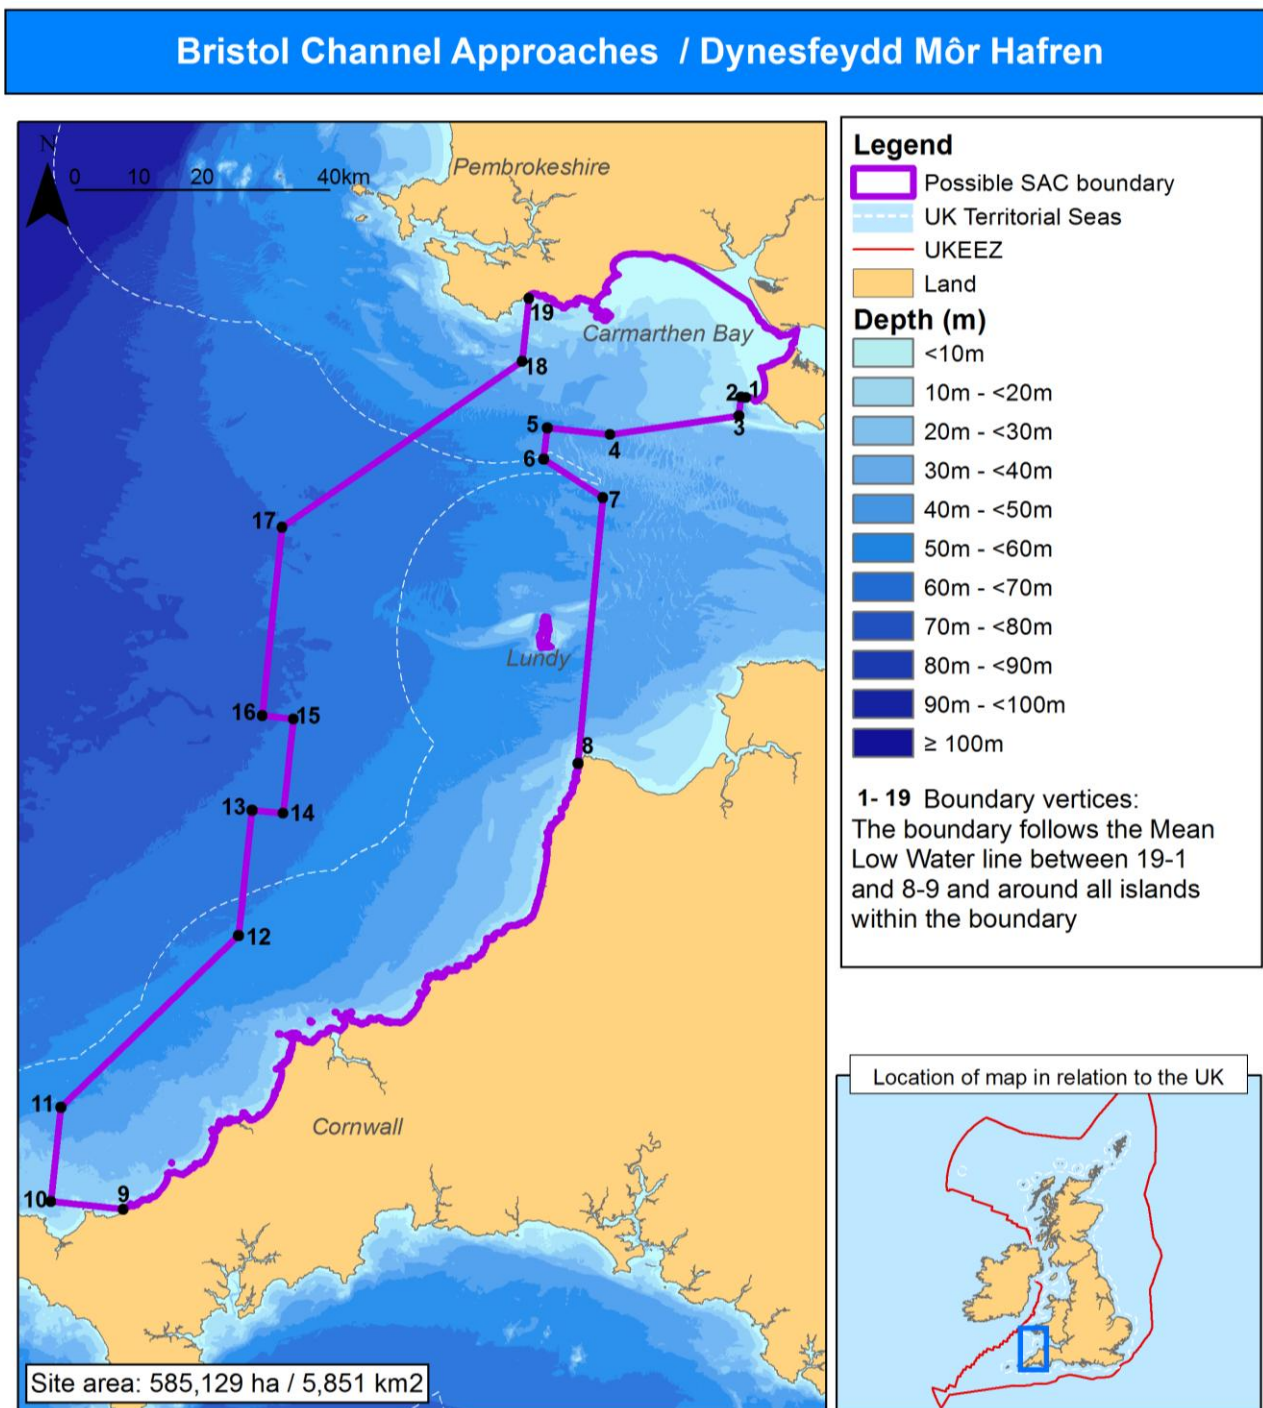 Bristol Channel Approaches / Dynesfeydd Môr Hafren
N
0 10 20 40km
Pembrokeshire
19
Carmarthen Bay
18
2 1
3
5
4
6
7
17
Lundy
16 15
8
13 14
12
11
Cornwall
10 9
Site area: 585,129 ha / 5,851 km2
Legend
Possible SAC boundary
UK Territorial Seas
UKEEZ
Land
Depth (m)
<10m
10m - <20m
20m - <30m
30m - <40m
40m - <50m
50m - <60m
60m - <70m
70m - <80m
80m - <90m
90m - <100m
≥ 100m
1- 19 Boundary vertices:
The boundary follows the Mean
Low Water line between 19-1
and 8-9 and around all islands
within the boundary
Location of map in relation to the UK